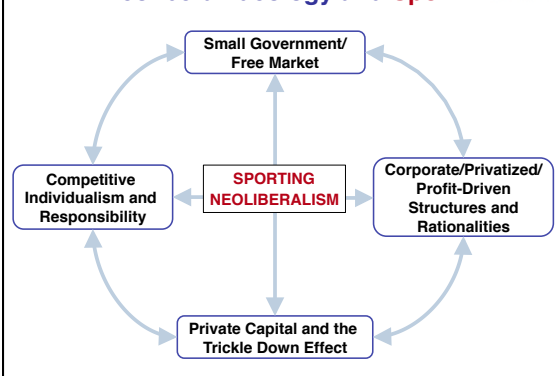 and
Small Government/
Free Market
Competitive
Individualism and
Responsibility
SPORTING
NEOLIBERALISM
Corporate/Privatized/
Profit-Driven
Structures and
Rationalities
Private Capital and the
Trickle Down Effect